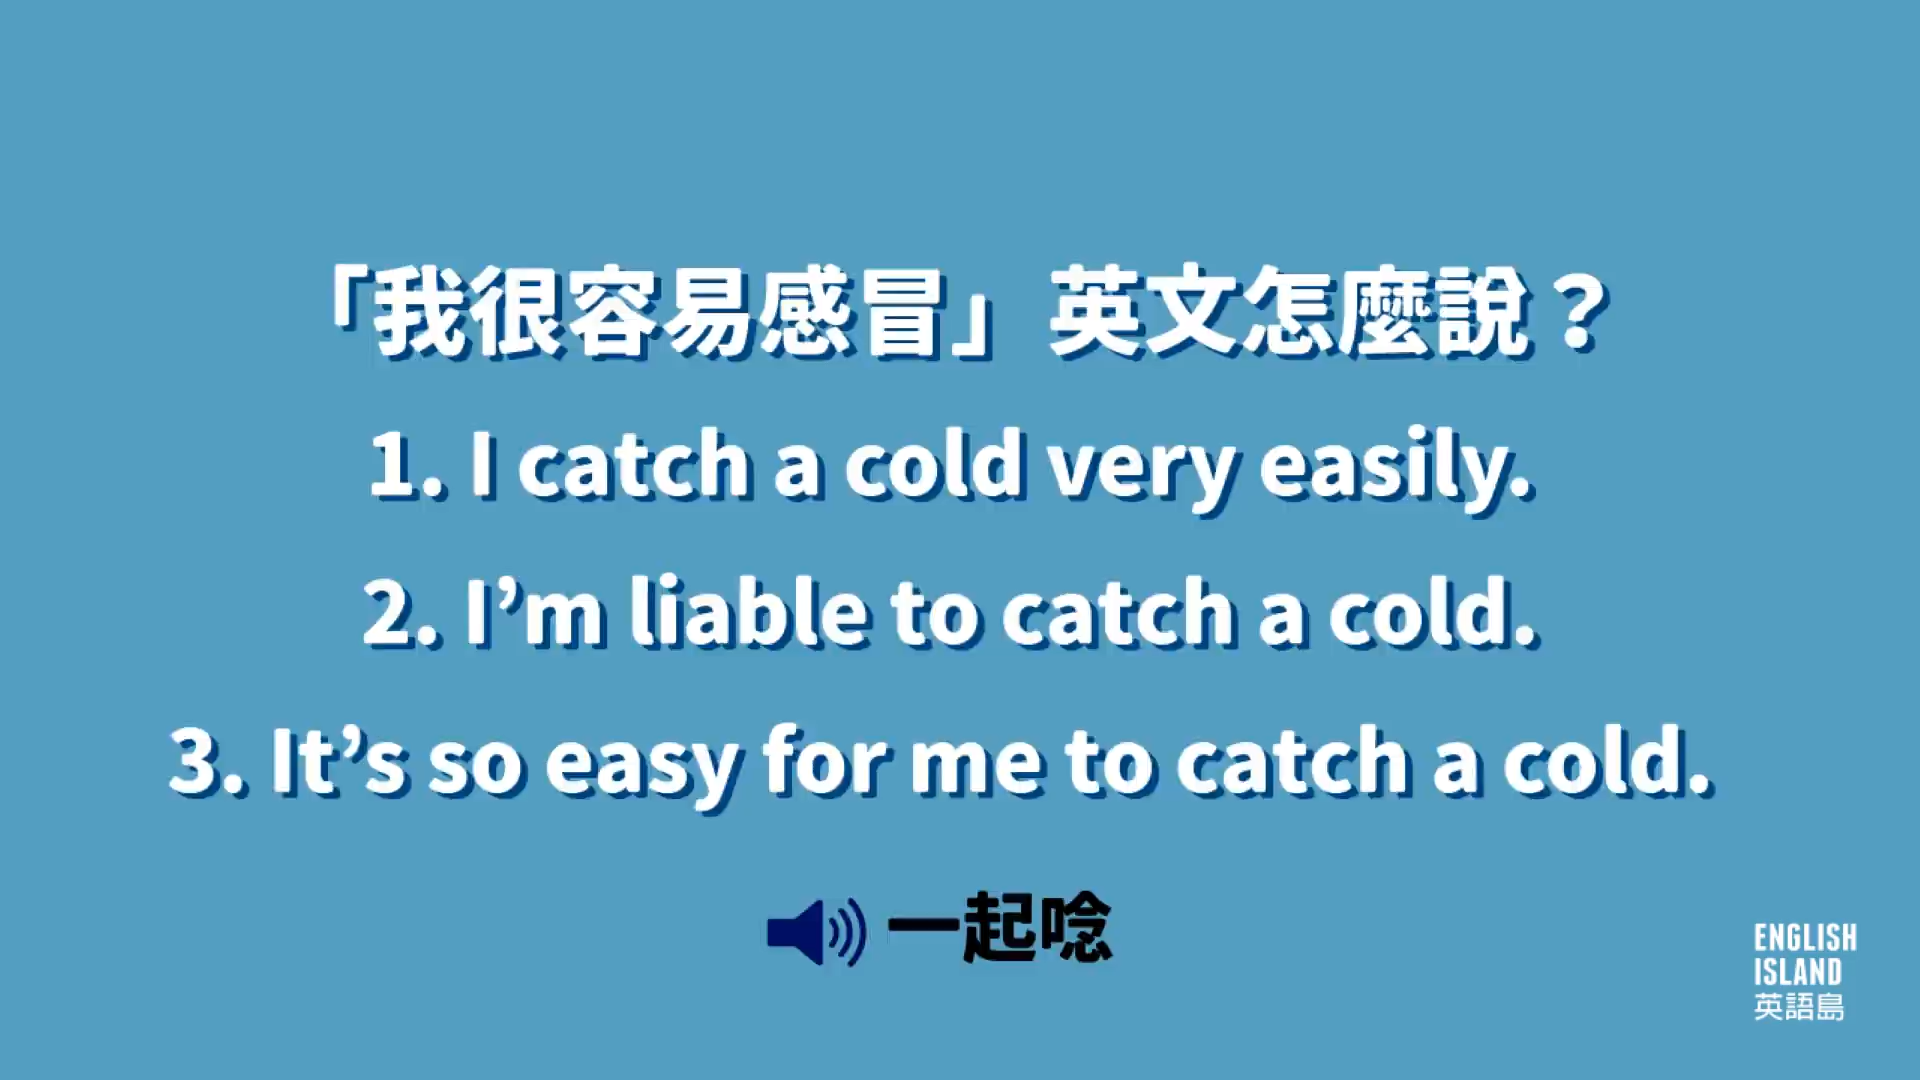 「我很容易感冒」英文怎麼說？
1. I catch a cold very easily.
2. I’m liable to catch a cold.
3. It’s so easy for me to catch a cold.
一起唸
ENGLISH
ISLAND
英語島